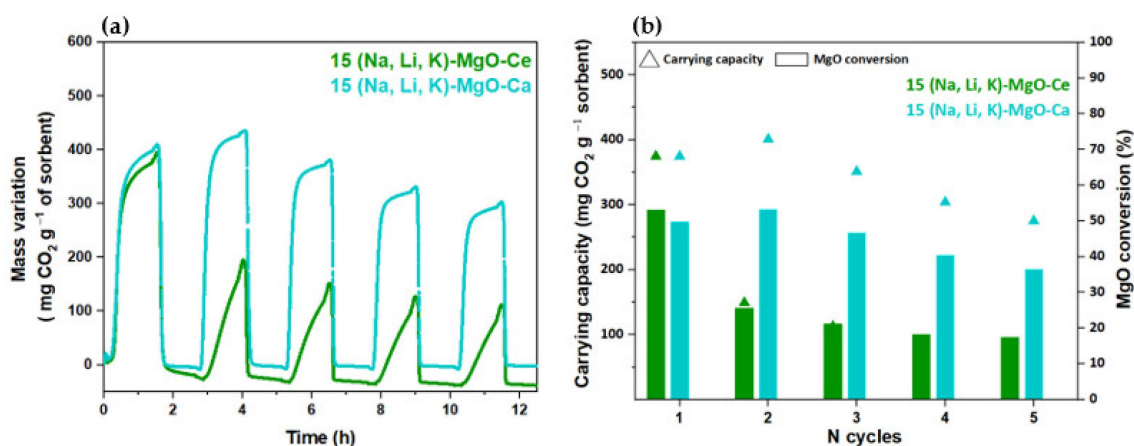 (a)
600
500
400
300
200
100
0
Mass variation
( mg CO₂ g⁻¹ of sorbent)
15 (Na, Li, K)-MgO-Ce
15 (Na, Li, K)-MgO-Ca
0 2 4 6 8 10 12
Time (h)
(b)
500
400
300
200
100
Carrying capacity (mg CO₂ g⁻¹ sorbent)
Carrying capacity MgO conversion
15 (Na, Li, K)-MgO-Ce
15 (Na, Li, K)-MgO-Ca
100
90
80
70
60
50
40
30
20
10
0
MgO conversion (%)
1 2 3 4 5
N cycles